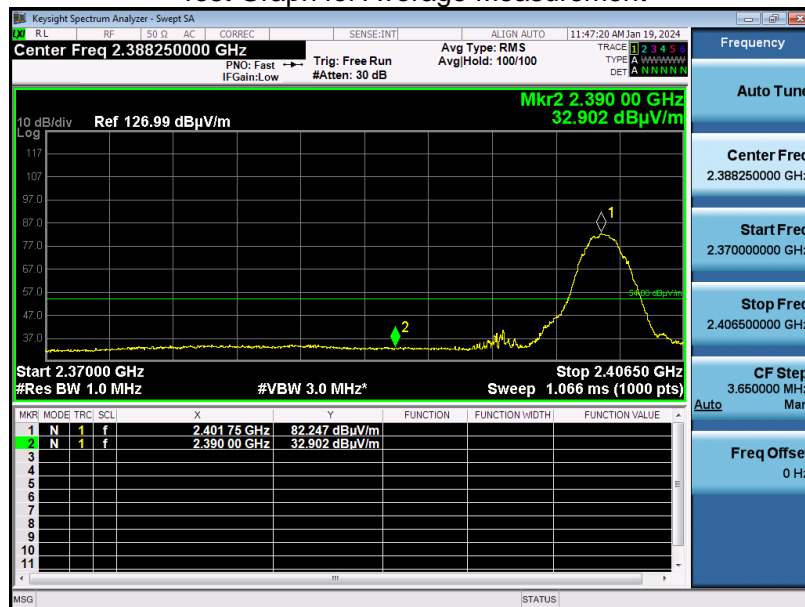 Keysight Spectrum Analyzer - Swept SA
LXI RL RF 50 Ω AC CORREC SENSE:INT ALIGN AUTO 11:47:20 AM Jan 19, 2024
Center Freq 2.388250000 GHz
PNO: Fast
IFGain:Low
Trig: Free Run
#Atten: 30 dB
Avg Type: RMS
Avg|Hold: 100/100
TRACE 1 2 3 4 5 6
TYPE A WWWWW
DET A N N N N N
Mkr2 2.390 00 GHz
32.902 dBµV/m
10 dB/div Ref 126.99 dBµV/m
Log
117
107
97.0
87.0
77.0
67.0
57.0
47.0
37.0
1
2
54.00 dBµV/m
Start 2.37000 GHz Stop 2.40650 GHz
#Res BW 1.0 MHz #VBW 3.0 MHz* Sweep 1.066 ms (1000 pts)
MKR MODE TRC SCL X Y FUNCTION FUNCTION WIDTH FUNCTION VALUE
1 N 1 f 2.401 75 GHz 82.247 dBµV/m
2 N 1 f 2.390 00 GHz 32.902 dBµV/m
3
4
5
6
7
8
9
10
11
MSG STATUS
Frequency
Auto Tune
Center Freq
2.388250000 GHz
Start Freq
2.370000000 GHz
Stop Freq
2.406500000 GHz
CF Step
3.650000 MHz
Auto Man
Freq Offset
0 Hz